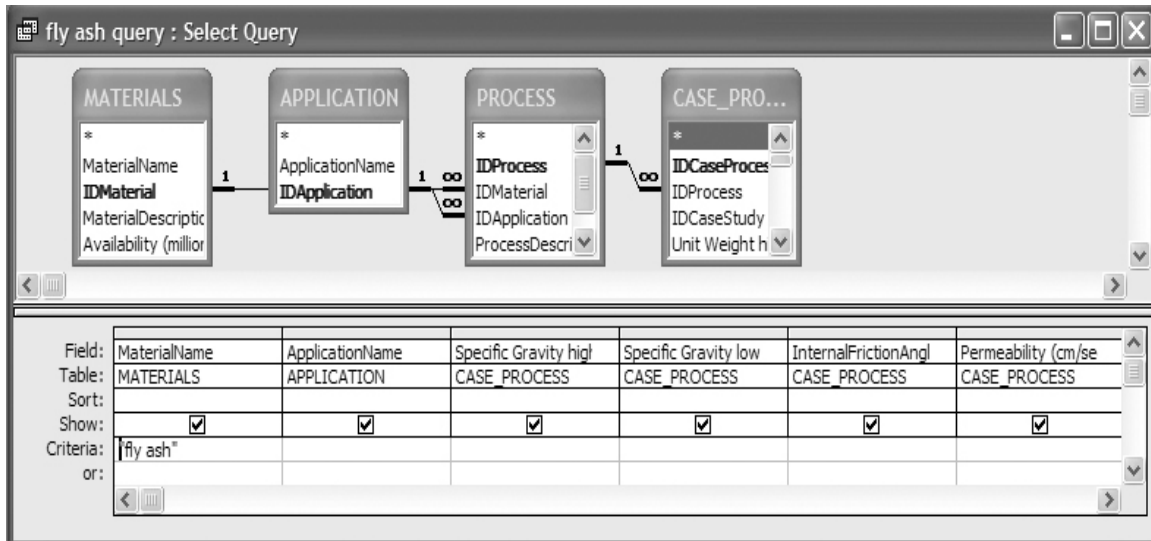 fly ash query : Select Query
MATERIALS
*
MaterialName
IDMaterial
MaterialDescriptic
Availability (millior
1
APPLICATION
*
ApplicationName
IDApplication
1 ∞
∞
PROCESS
*
IDProcess
IDMaterial
IDApplication
ProcessDescri
1
∞
CASE_PRO...
*
IDCaseProces
IDProcess
IDCaseStudy
Unit Weight h
Field: MaterialName ApplicationName Specific Gravity high Specific Gravity low InternalFrictionAngl Permeability (cm/se
Table: MATERIALS APPLICATION CASE_PROCESS CASE_PROCESS CASE_PROCESS CASE_PROCESS
Sort:
Show:
Criteria: "fly ash"
or: